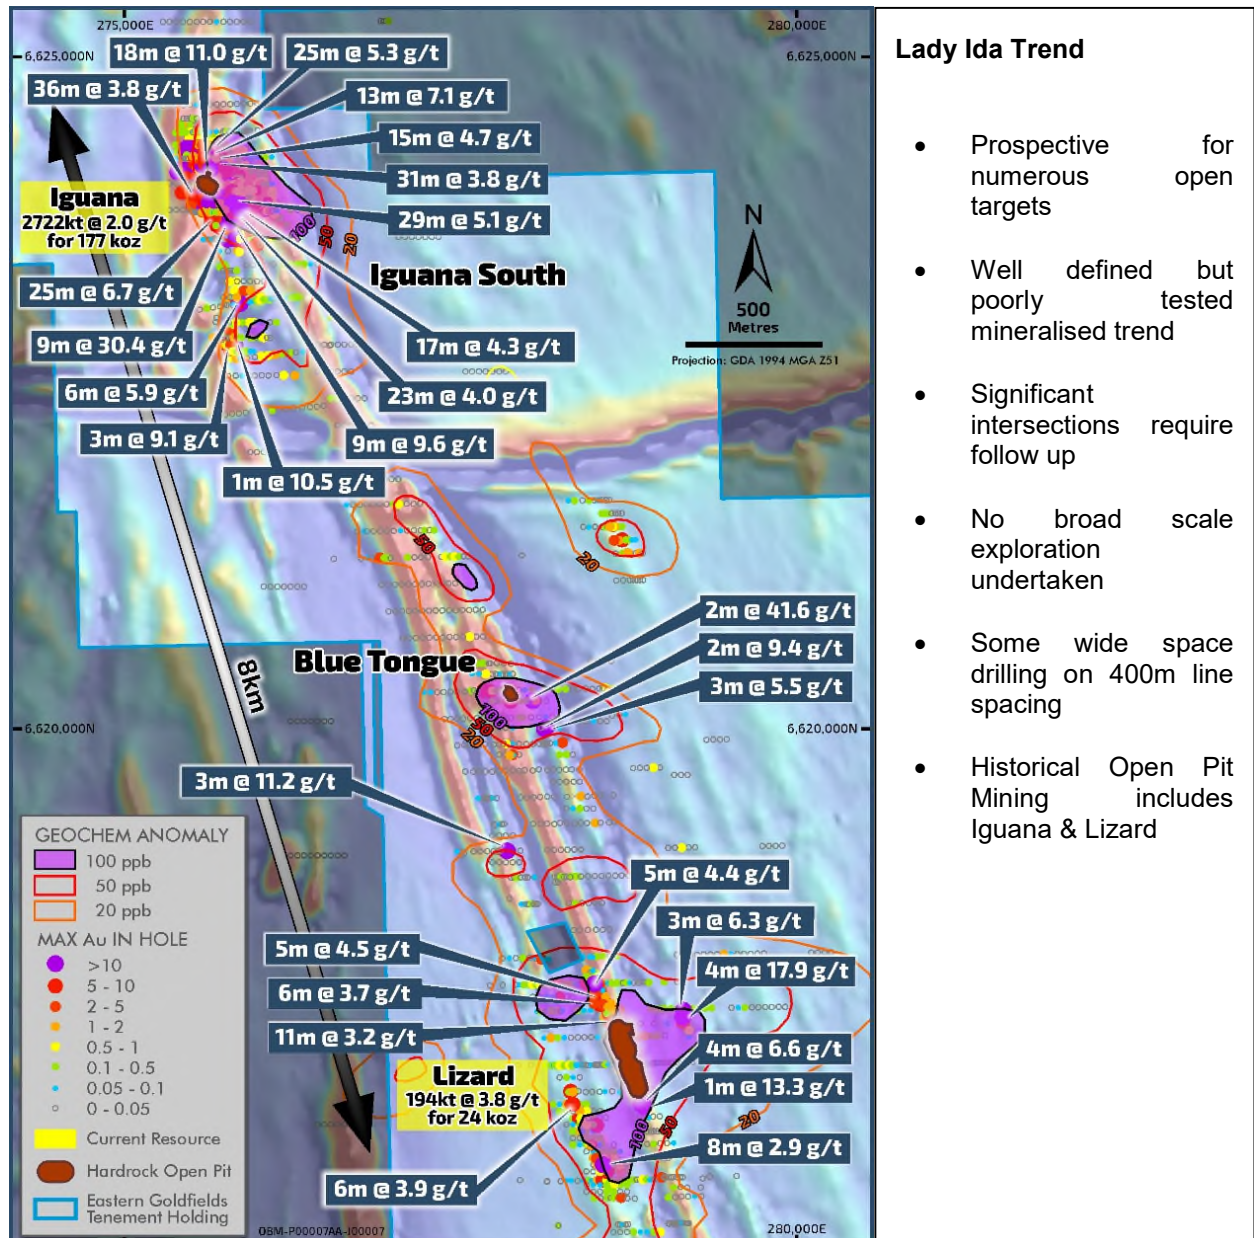 275,000E
280,000E
6,625,000N
6,625,000N
18m @ 11.0 g/t
25m @ 5.3 g/t
36m @ 3.8 g/t
13m @ 7.1 g/t
15m @ 4.7 g/t
31m @ 3.8 g/t
29m @ 5.1 g/t
Iguana
2722kt @ 2.0 g/t
for 177 koz
100
50
20
Iguana South
N
500
Metres
Projection: GDA 1994 MGA Z51
25m @ 6.7 g/t
9m @ 30.4 g/t
17m @ 4.3 g/t
6m @ 5.9 g/t
23m @ 4.0 g/t
3m @ 9.1 g/t
9m @ 9.6 g/t
1m @ 10.5 g/t
50
20
8km
Blue Tongue
2m @ 41.6 g/t
2m @ 9.4 g/t
3m @ 5.5 g/t
100
50
20
6,620,000N
6,620,000N
3m @ 11.2 g/t
5m @ 4.4 g/t
3m @ 6.3 g/t
5m @ 4.5 g/t
4m @ 17.9 g/t
6m @ 3.7 g/t
11m @ 3.2 g/t
4m @ 6.6 g/t
Lizard
194kt @ 3.8 g/t
for 24 koz
1m @ 13.3 g/t
100
50
20
8m @ 2.9 g/t
6m @ 3.9 g/t
GEOCHEM ANOMALY
100 ppb
50 ppb
20 ppb
MAX Au IN HOLE
>10
5 - 10
2 - 5
1 - 2
0.5 - 1
0.1 - 0.5
0.05 - 0.1
0 - 0.05
Current Resource
Hardrock Open Pit
Eastern Goldfields
Tenement Holding
OBM-P00007AA-I00007
280,000E
Lady Ida Trend
• Prospective for
numerous open
targets
• Well defined but
poorly tested
mineralised trend
• Significant
intersections require
follow up
• No broad scale
exploration
undertaken
• Some wide space
drilling on 400m line
spacing
• Historical Open Pit
Mining includes
Iguana & Lizard